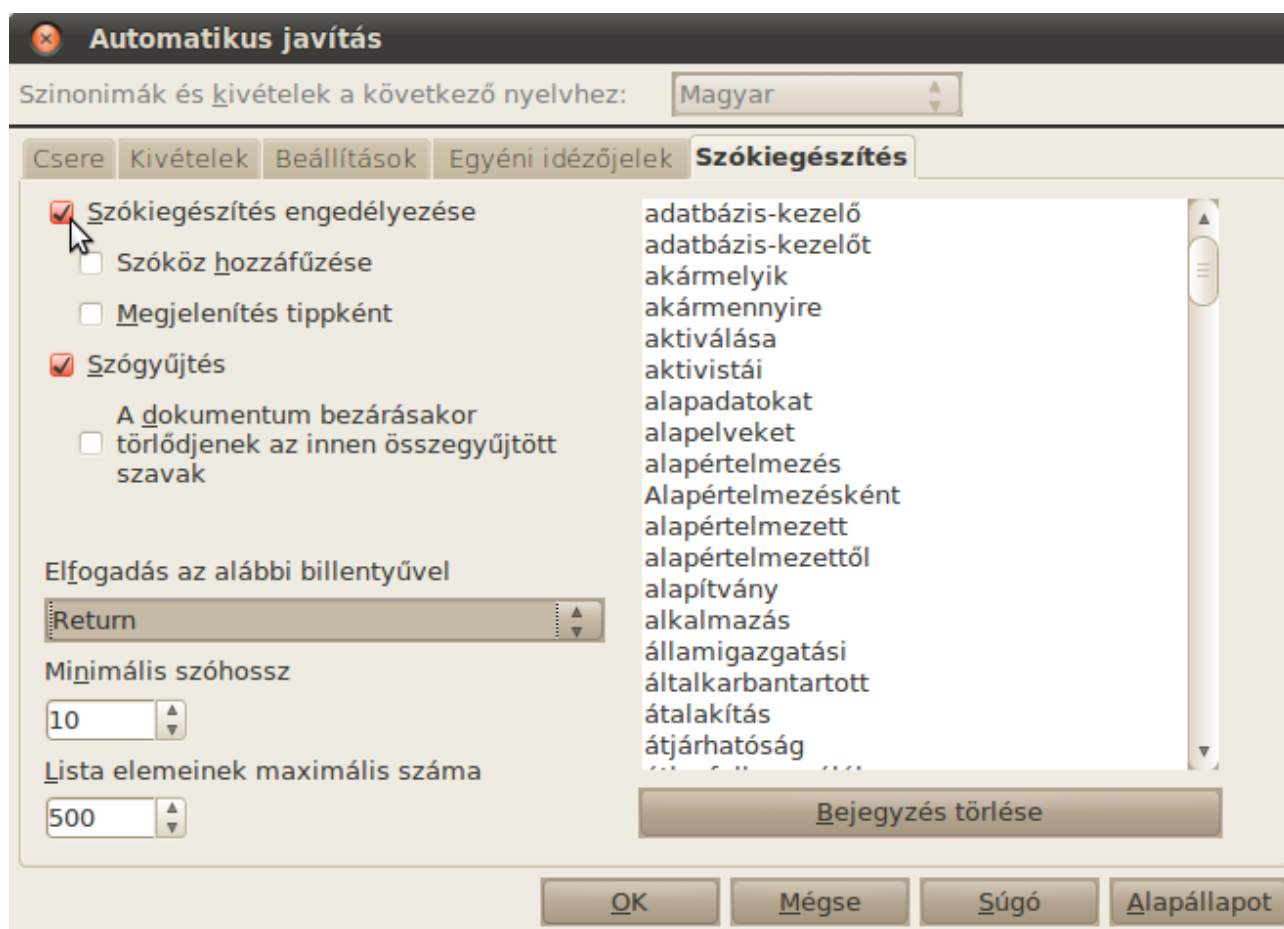 Automatikus javítás
Szinonimák és kivételek a következő nyelvhez: Magyar
Csere Kivételek Beállítások Egyéni idézőjelek Szókiegészítés
Szókiegészítés engedélyezése
Szóköz hozzáfűzése
Megjelenítés tippként
Szógyűjtés
A dokumentum bezárásakor
törlődjenek az innen összegyűjtött
szavak
Elfogadás az alábbi billentyűvel
Return
Minimális szóhossz
10
Lista elemeinek maximális száma
500
adatbázis-kezelő
adatbázis-kezelőt
akármelyik
akármennyire
aktiválása
aktivistái
alapadatokat
alapelveket
alapértelmezés
Alapértelmezésként
alapértelmezett
alapértelmezettől
alapítvány
alkalmazás
államigazgatási
általkarbantartott
átalakítás
átjárhatóság
Bejegyzés törlése
OK Mégse Súgó Alapállapot